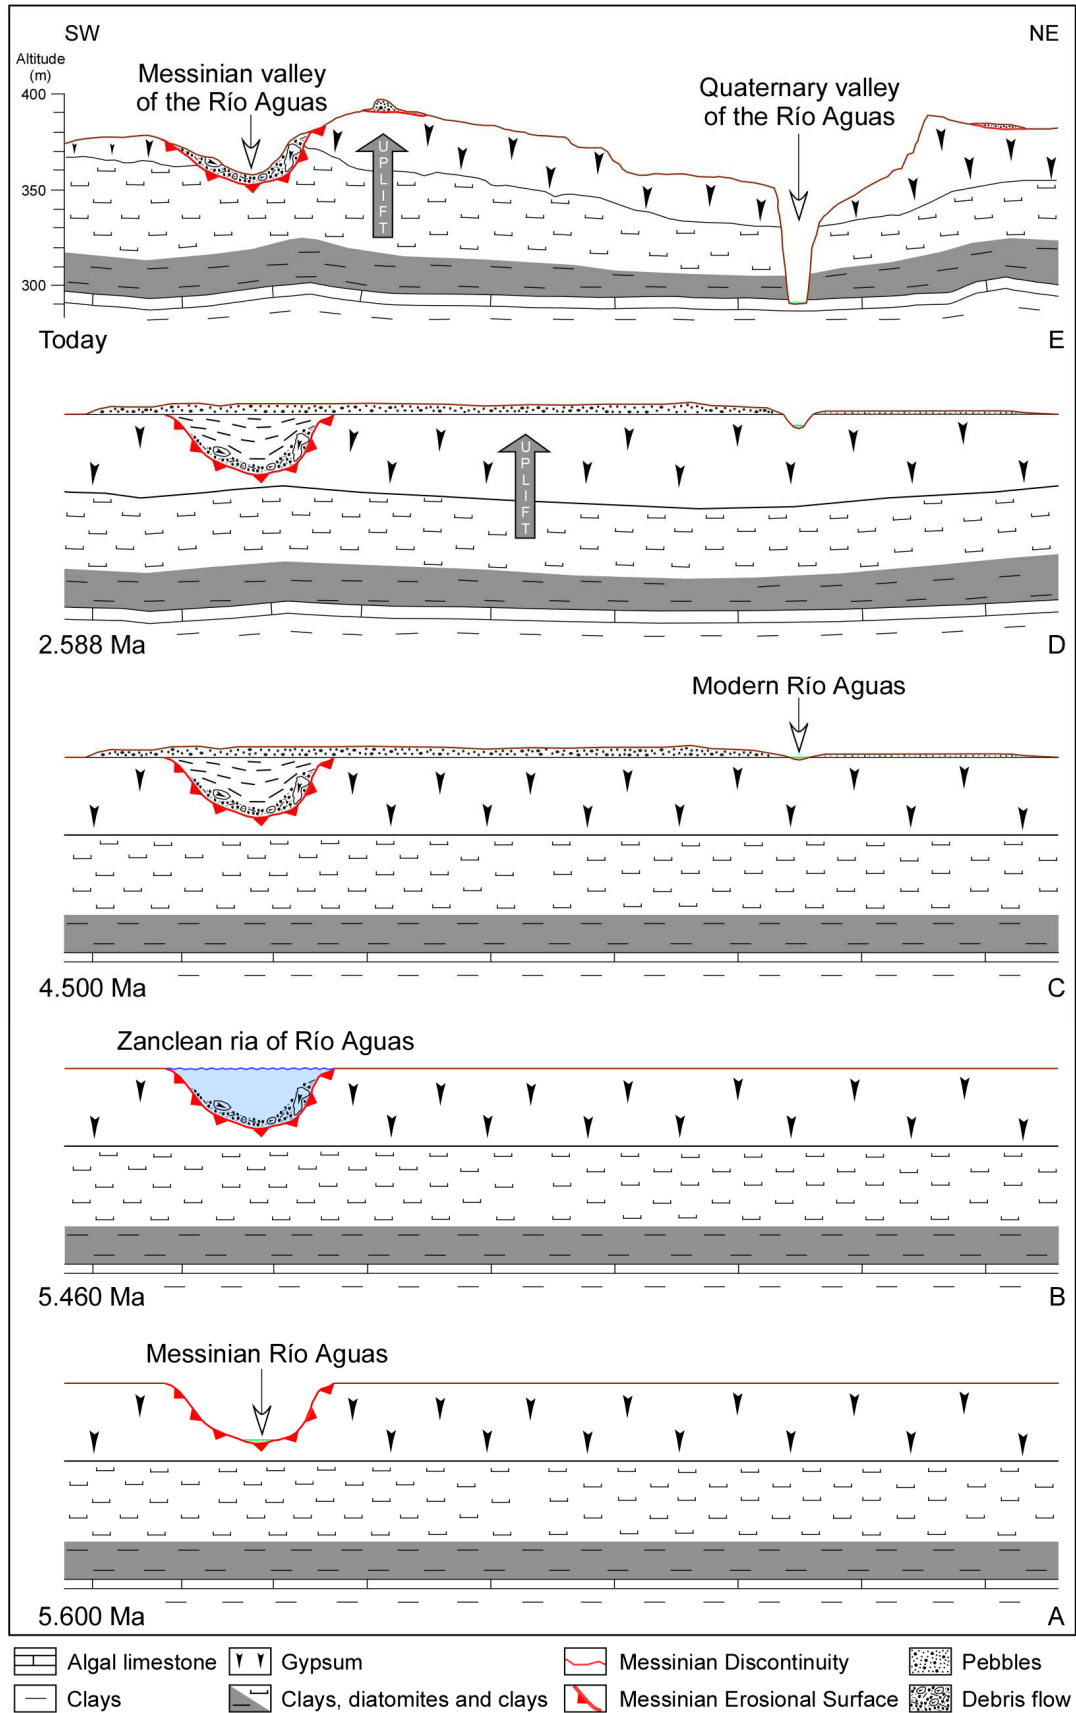 SW
NE
Altitude
(m)
Messinian valley
of the Río Aguas
Quaternary valley
of the Río Aguas
400
350
300
UPLIFT
Today
E
UPLIFT
2.588 Ma
D
Modern Río Aguas
4.500 Ma
C
Zanclean ria of Río Aguas
5.460 Ma
B
Messinian Río Aguas
5.600 Ma
A
Algal limestone
Gypsum
Messinian Discontinuity
Pebbles
Clays
Clays, diatomites and clays
Messinian Erosional Surface
Debris flow